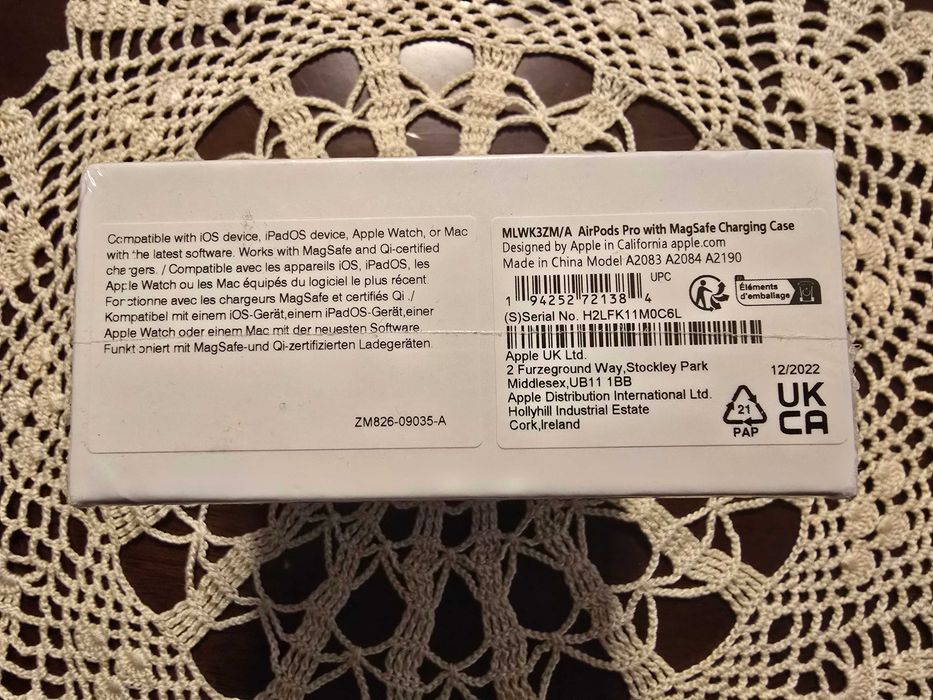 Compatible with iOS device, iPadOS device, Apple Watch, or Mac
with the latest software. Works with MagSafe and Qi-certified
chargers. / Compatible avec les appareils iOS, iPadOS, les
Apple Watch ou les Mac équipés du logiciel le plus récent.
Fonctionne avec les chargeurs MagSafe et certifiés Qi ./
Kompatibel mit einem iOS-Gerät,einem iPadOS-Gerät,einer
Apple Watch oder einem Mac mit der neuesten Software.
Funktioniert mit MagSafe-und Qi-zertifizierten Ladegeräten.
ZM826-09035-A
MLWK3ZM/A AirPods Pro with MagSafe Charging Case
Designed by Apple in California apple.com
Made in China Model A2083 A2084 A2190
UPC
1 94252 72138 4
Éléments
d'emballage
(S)Serial No. H2LFK11M0C6L
Apple UK Ltd.
2 Furzeground Way,Stockley Park
Middlesex,UB11 1BB
Apple Distribution International Ltd.
Hollyhill Industrial Estate
Cork,Ireland
12/2022
21
PAP
UK
CA